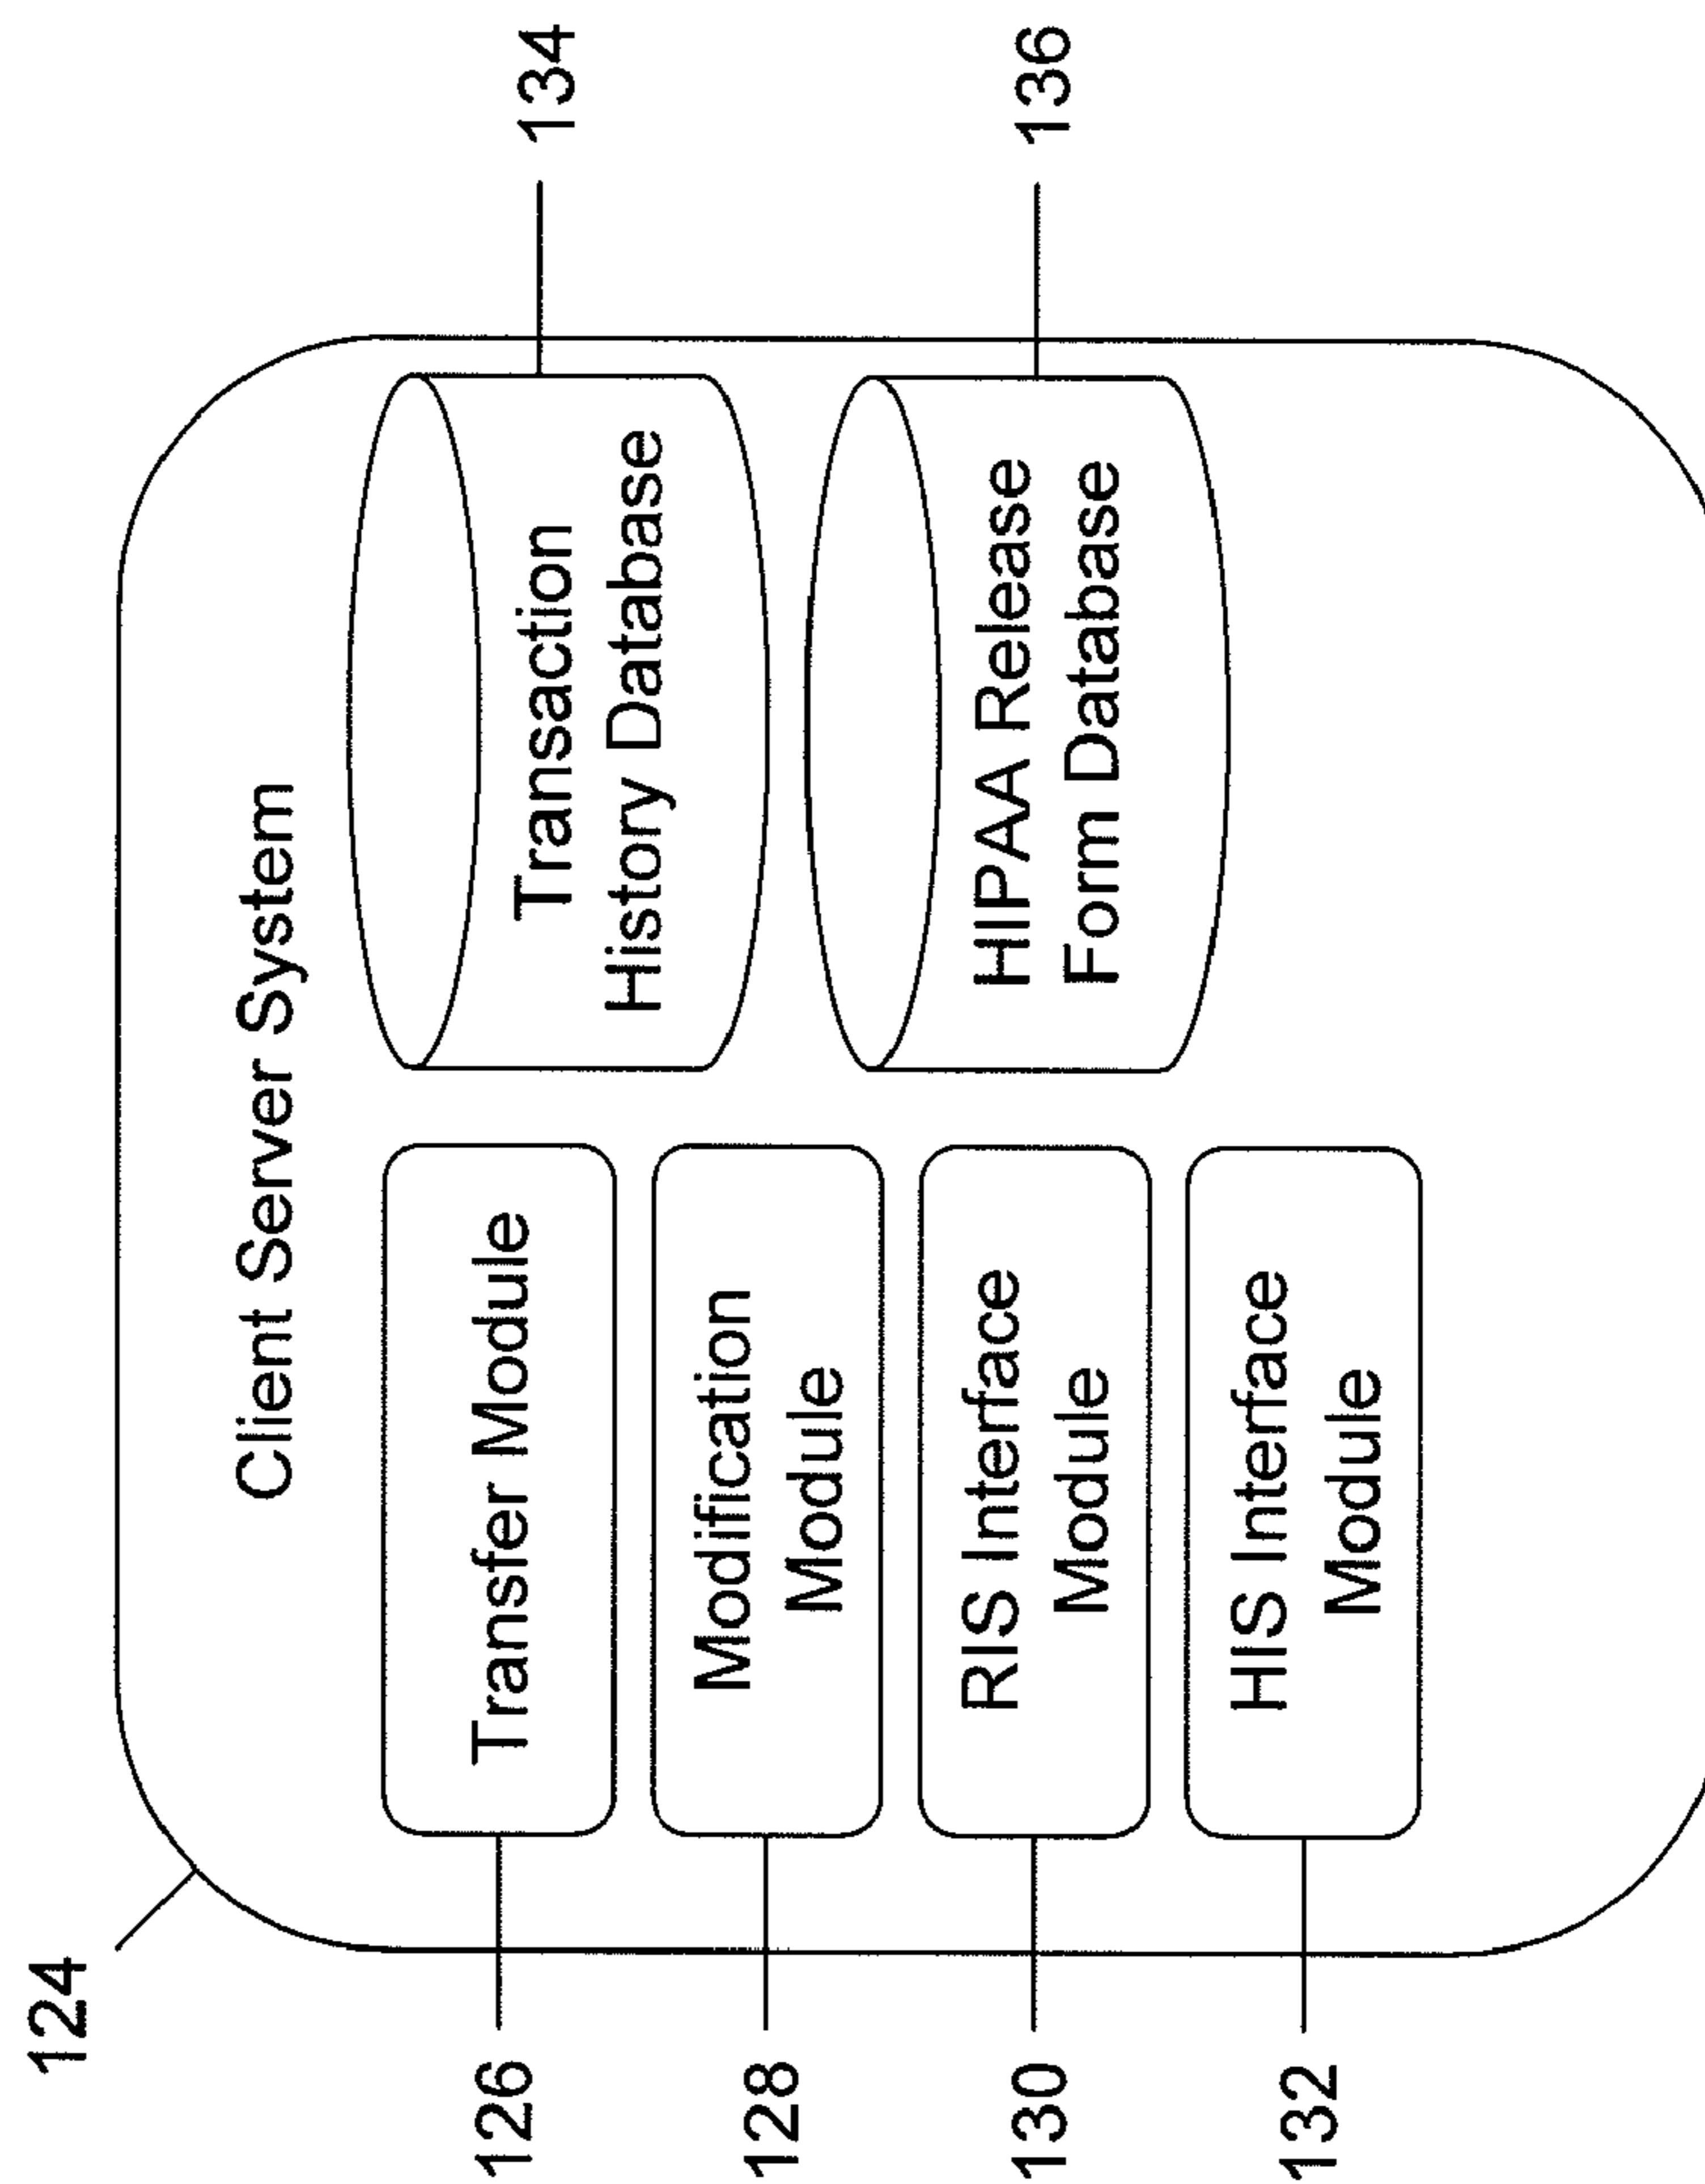 124
Client Server System
126
Transfer Module
128
Modification
Module
130
RIS Interface
Module
132
HIS Interface
Module
134
Transaction
History Database
136
HIPAA Release
Form Database